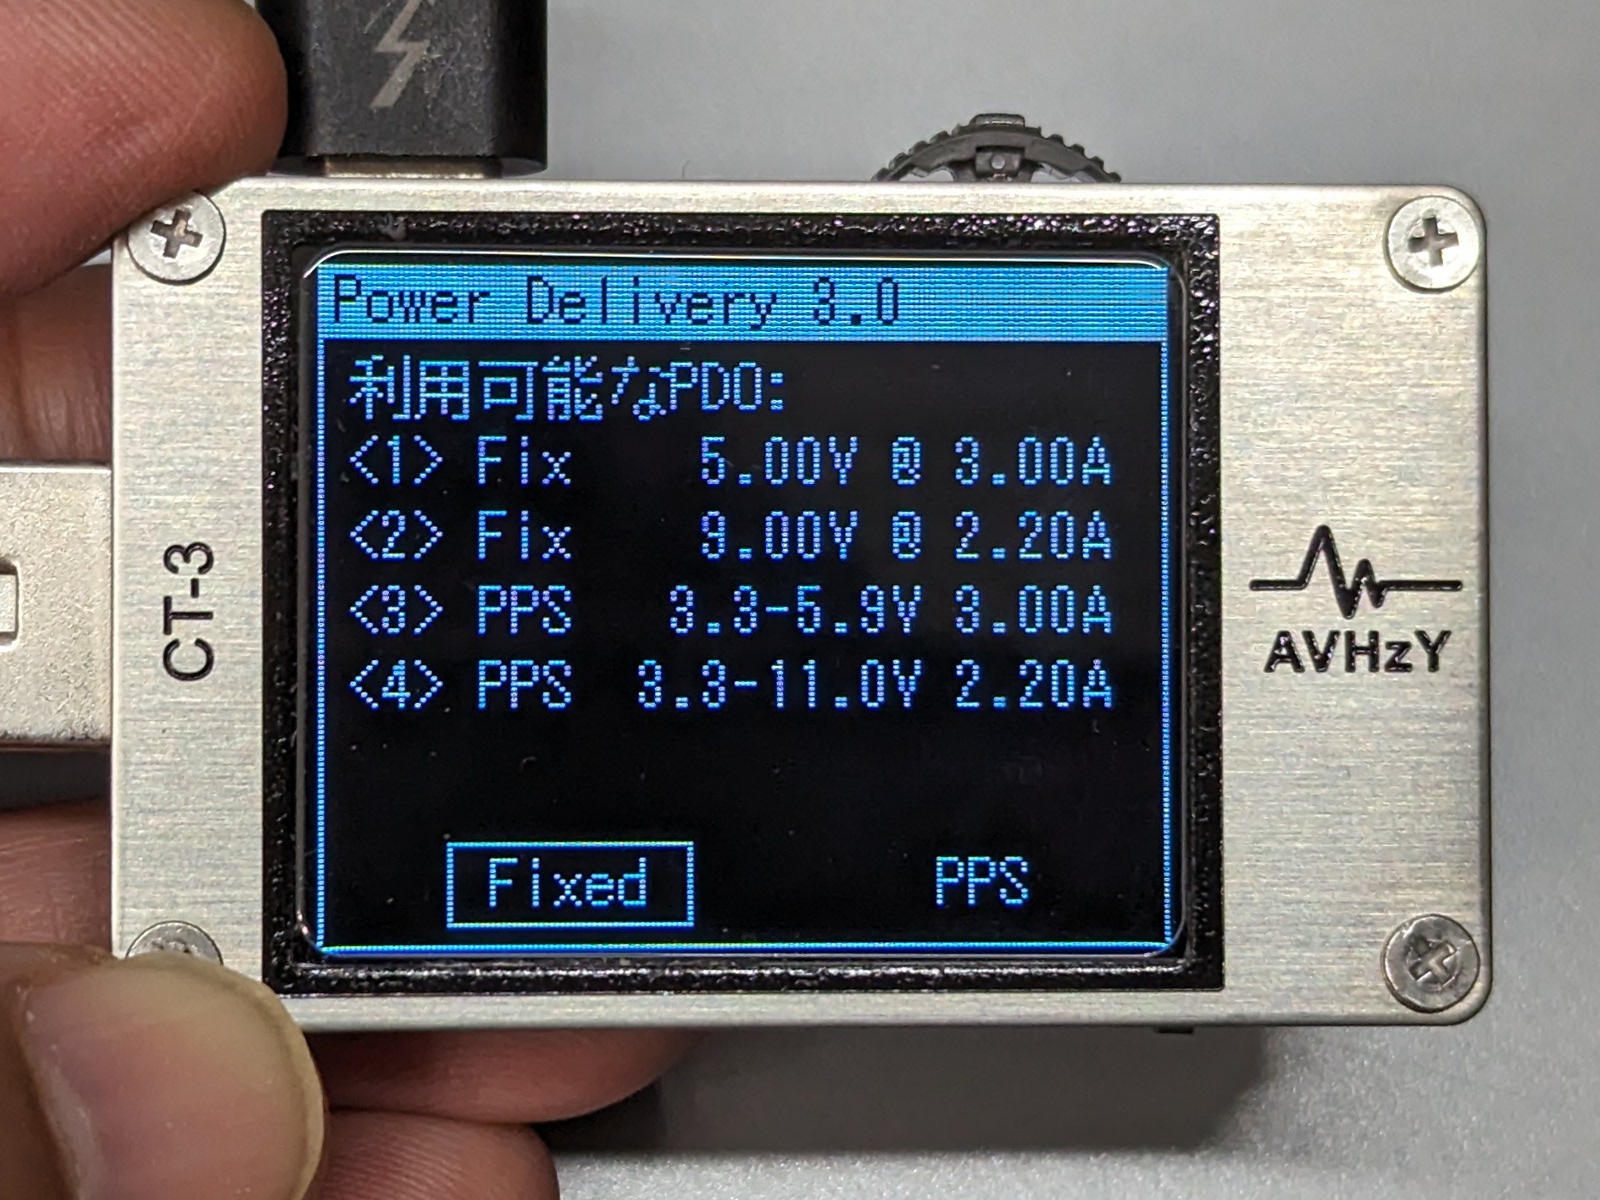 Power Delivery 3.0
利用可能なPDO:
<1> Fix 5.00V @ 3.00A
<2> Fix 9.00V @ 2.20A
<3> PPS 3.3-5.9V 3.00A
<4> PPS 3.3-11.0V 2.20A
Fixed PPS
CT-3
AVHzY